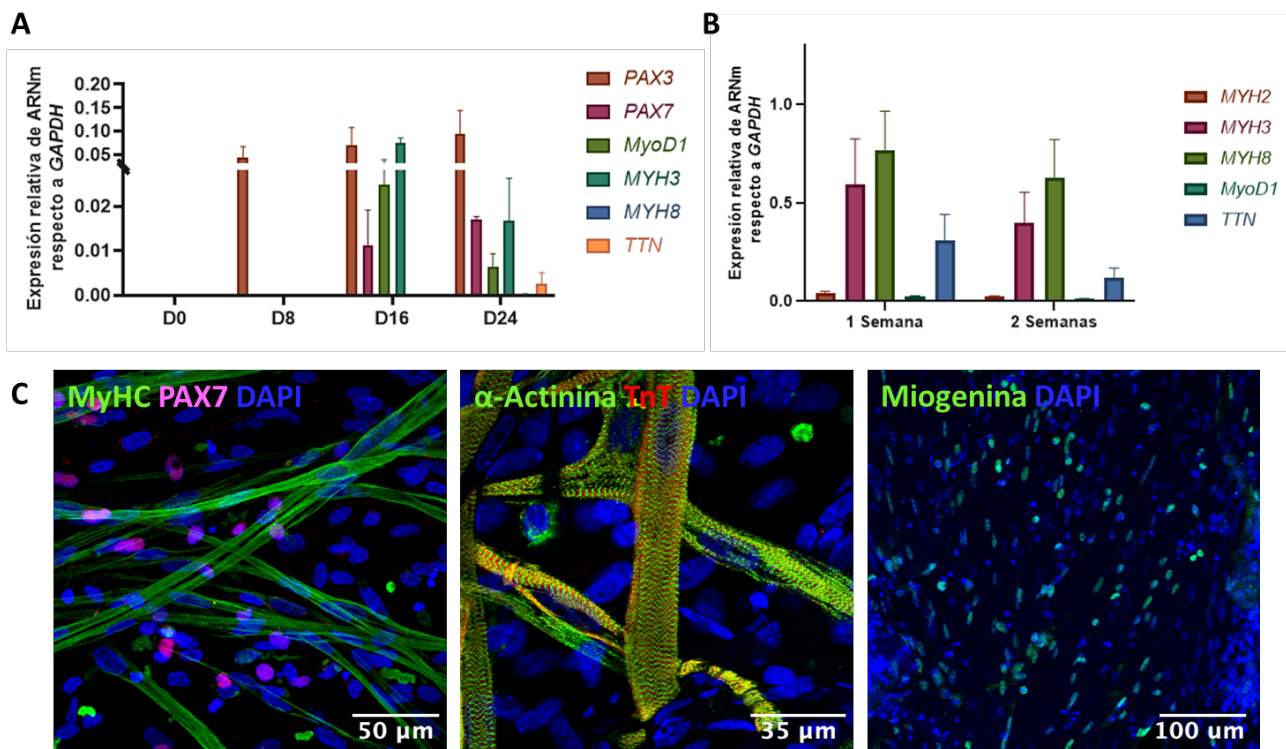 A
Expresión relativa de ARNm
respecto a GAPDH
0.20
0.15
0.10
0.05
0.02
0.01
0.00
D0 D8 D16 D24
PAX3
PAX7
MyoD1
MYH3
MYH8
TTN
B
Expresión relativa de ARNm
respecto a GAPDH
1.0
0.5
0.0
1 Semana 2 Semanas
MYH2
MYH3
MYH8
MyoD1
TTN
C
MyHC PAX7 DAPI
50 µm
α-Actinina TnT DAPI
35 µm
Miogenina DAPI
100 µm